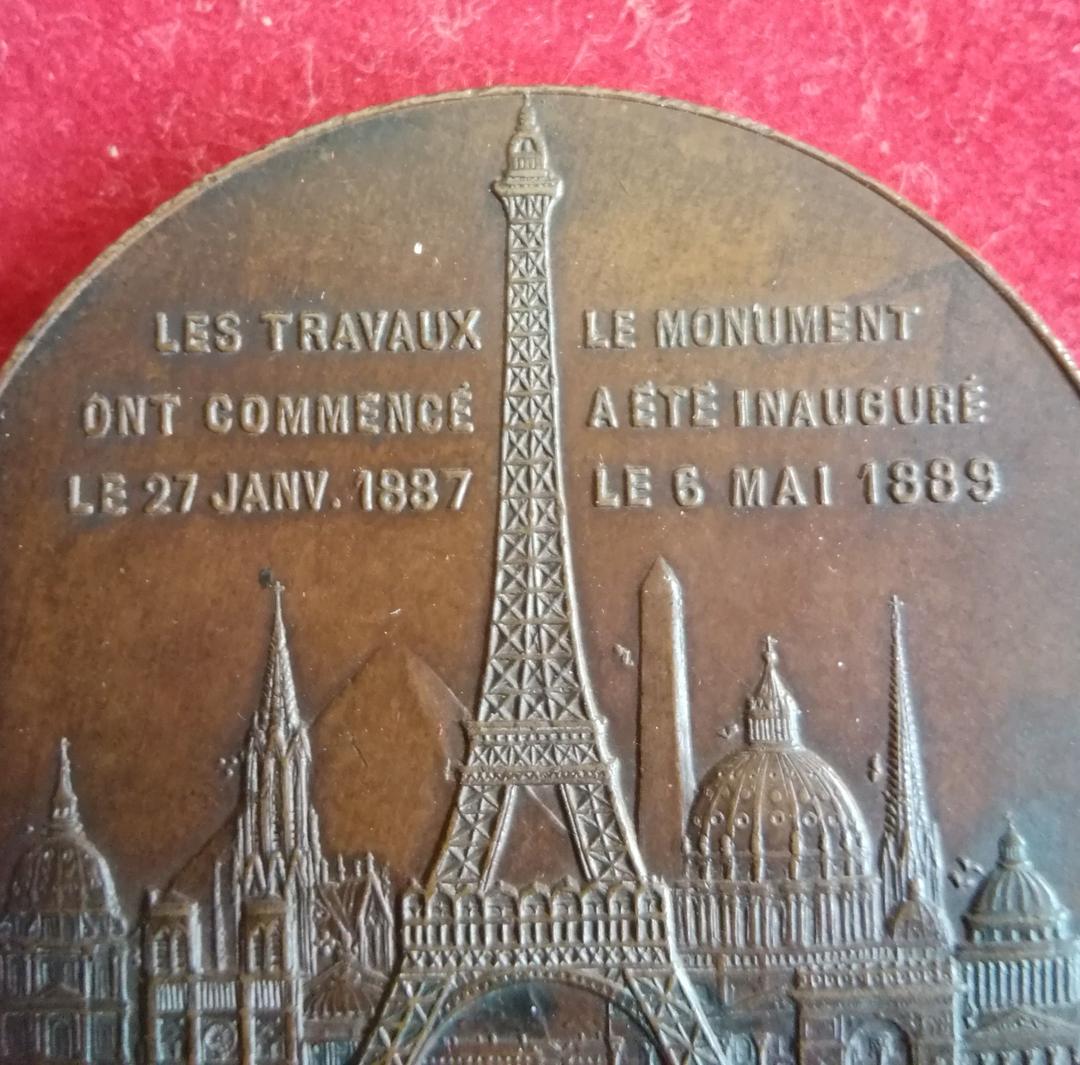 LES TRAVAUX
ONT COMMENCÉ
LE 27 JANV. 1887
LE MONUMENT
A ÉTÉ INAUGURÉ
LE 6 MAI 1889